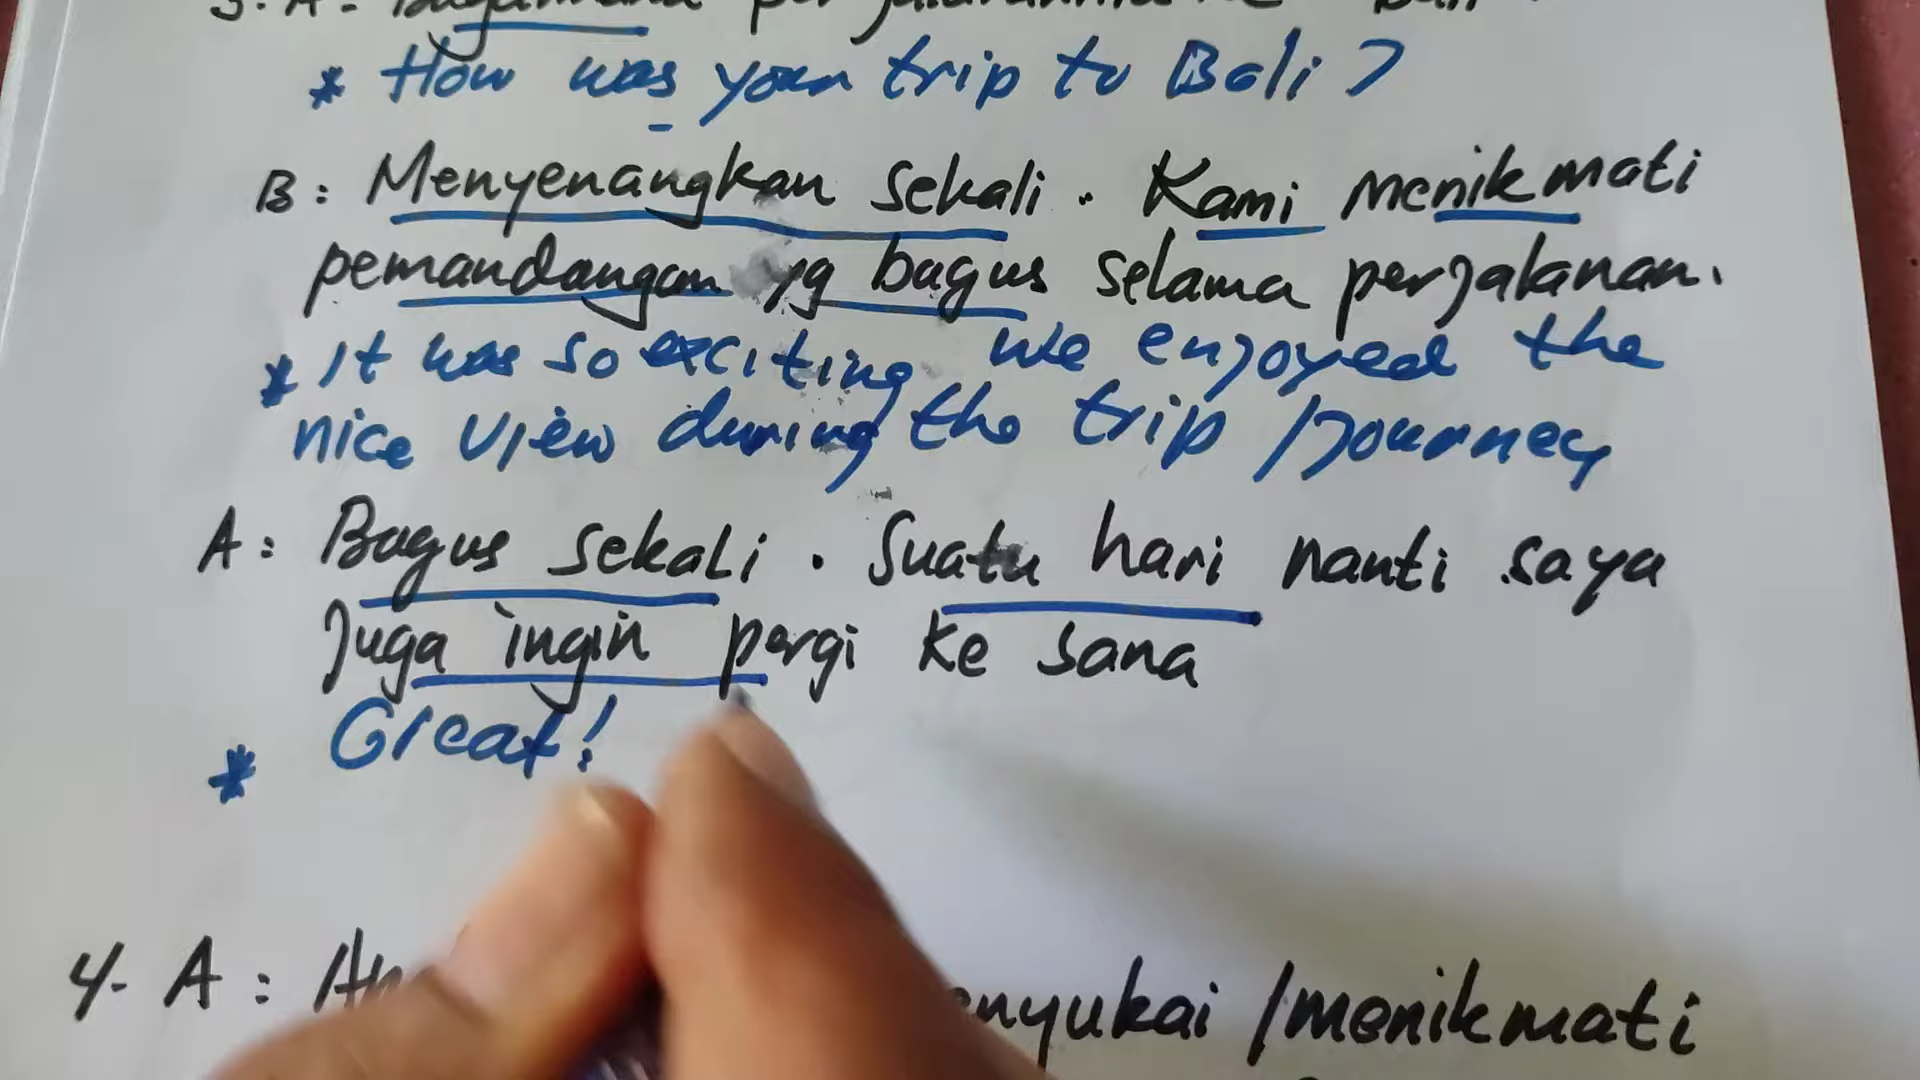 * How was your trip to Bali?
B: Menyenangkan sekali. Kami menikmati
pemandangan yg bagus selama perjalanan.
* It was so exciting we enjoyed the
nice view during the trip / journey
A: Bagus sekali. Suatu hari nanti saya
Juga ingin pergi ke sana
* Great!
4. A: nyukai / menikmati